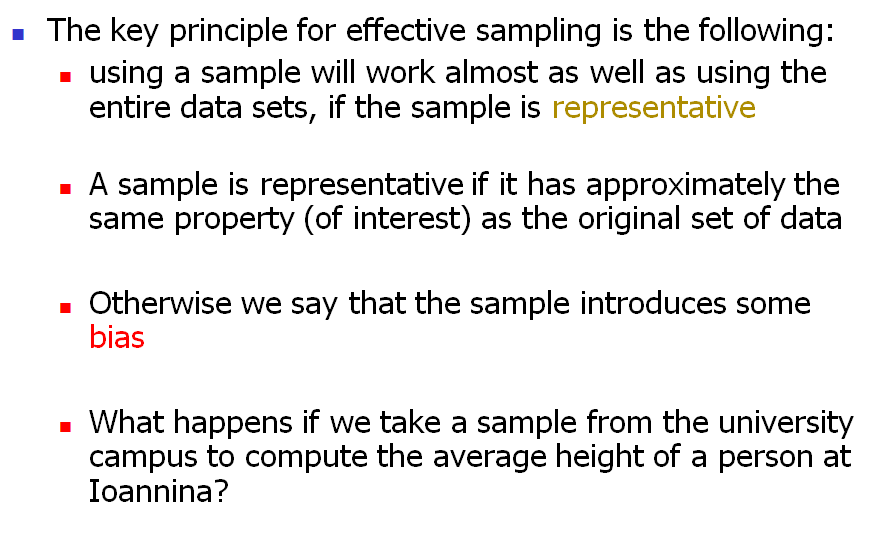 The key principle for effective sampling is the following:
using a sample will work almost as well as using the
entire data sets, if the sample is representative
A sample is representative if it has approximately the
same property (of interest) as the original set of data
Otherwise we say that the sample introduces some
bias
What happens if we take a sample from the university
campus to compute the average height of a person at
Ioannina?